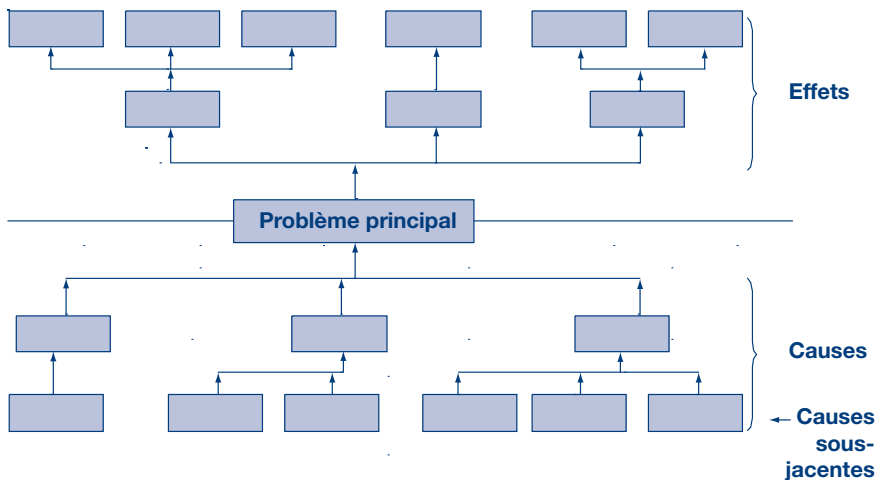 Effets
Problème principal
Causes
Causes
sous-
jacentes